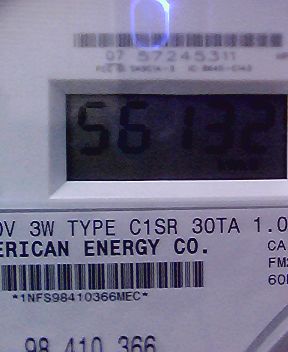 07 57245311
56132
0V 3W TYPE C1SR 30TA 1.0
ERICAN ENERGY CO.
CA
FM2
60
*1NFS98410366MEC*
98 410 366